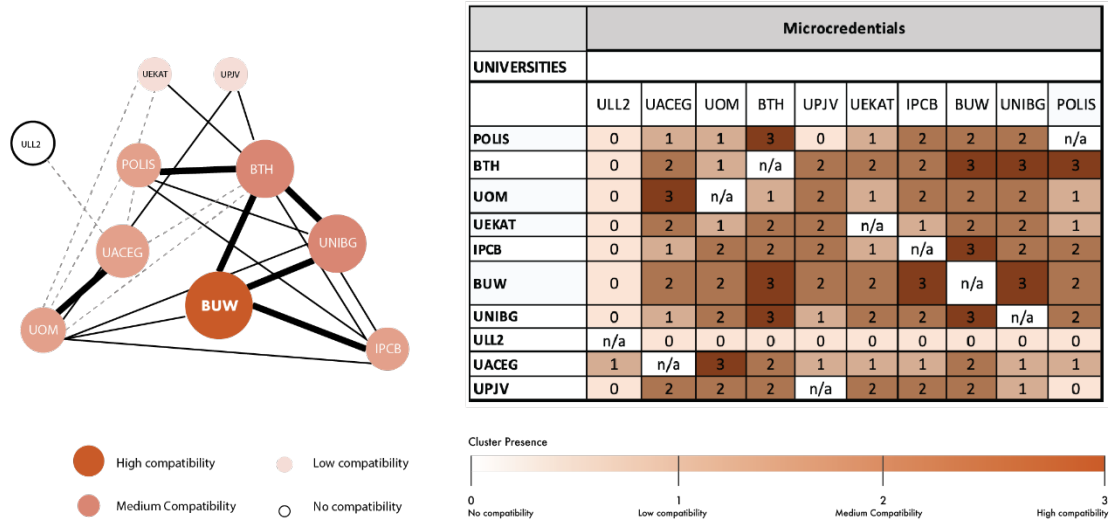 UEKAT
UPJV
ULL2
POLIS
BTH
UACEG
UNIBG
BUW
UOM
IPCB
High compatibility
Low compatibility
Medium Compatibility
No compatibility
Microcredentials
UNIVERSITIES
ULL2 UACEG UOM BTH UPJV UEKAT IPCB BUW UNIBG POLIS
POLIS 0 1 1 3 0 1 2 2 2 n/a
BTH 0 2 1 n/a 2 2 2 3 3 3
UOM 0 3 n/a 1 2 1 2 2 2 1
UEKAT 0 2 1 2 2 n/a 1 2 2 1
IPCB 0 1 2 2 2 1 n/a 3 2 2
BUW 0 2 2 3 2 2 3 n/a 3 2
UNIBG 0 1 2 3 1 2 2 3 n/a 2
ULL2 n/a 0 0 0 0 0 0 0 0 0
UACEG 1 n/a 3 2 1 1 1 2 1 1
UPJV 0 2 2 2 n/a 2 2 2 1 0
Cluster Presence
0 1 2 3
No compatibility Low compatibility Medium Compatibility High compatibility